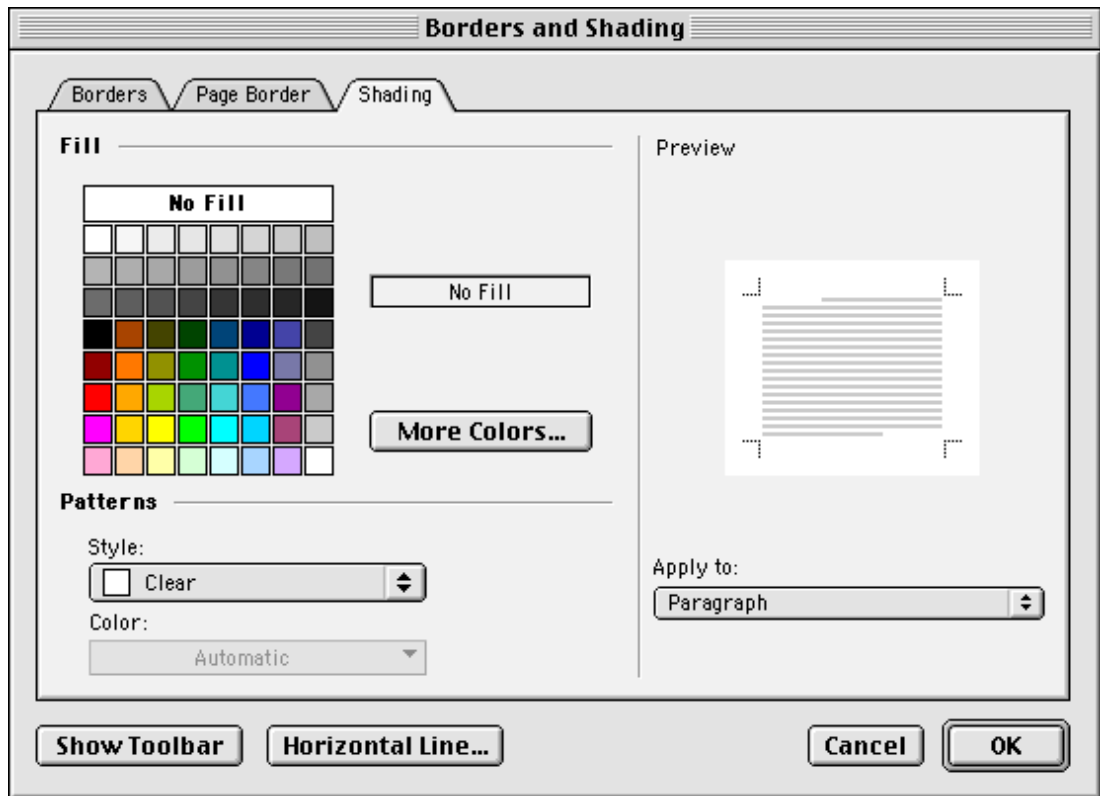 Borders and Shading
Borders Page Border Shading
Fill
No Fill
No Fill
More Colors...
Patterns
Style:
Clear
Color:
Automatic
Preview
Apply to:
Paragraph
Show Toolbar Horizontal Line... Cancel OK